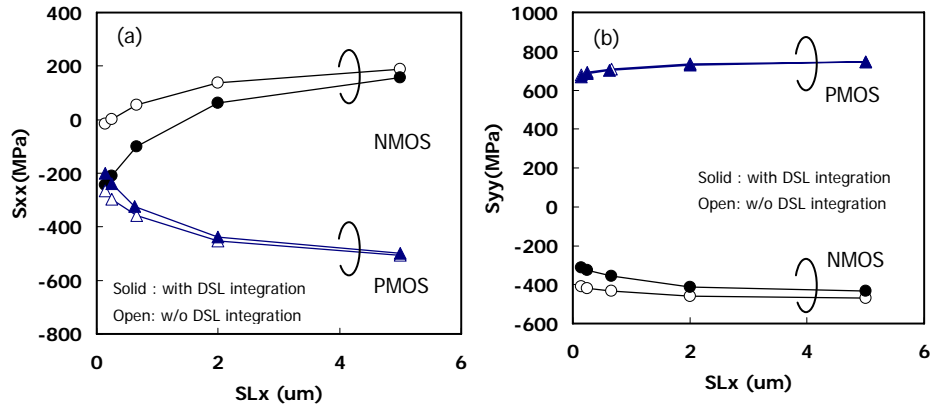 (a)
400
200
0
-200
-400
-600
-800
Sxx(MPa)
NMOS
PMOS
Solid : with DSL integration
Open: w/o DSL integration
0 2 4 6
SLx (um)
(b)
1000
800
600
400
200
0
-200
-400
-600
Syy(MPa)
PMOS
Solid : with DSL integration
Open: w/o DSL integration
NMOS
0 2 4 6
SLx (um)